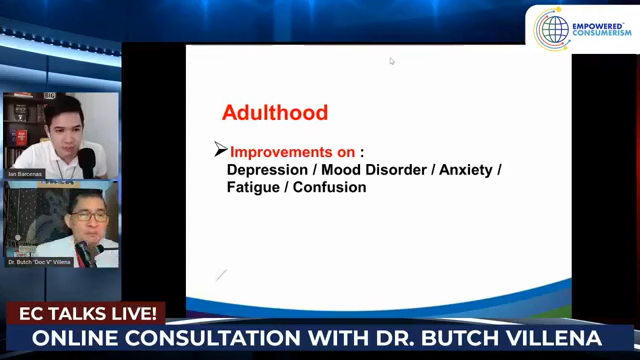 EMPOWERED
CONSUMERISM
Adulthood
Improvements on :
Depression / Mood Disorder / Anxiety /
Fatigue / Confusion
Ian Barcenas
Dr. Butch "Doc V" Villena
EC TALKS LIVE!
ONLINE CONSULTATION WITH DR. BUTCH VILLENA